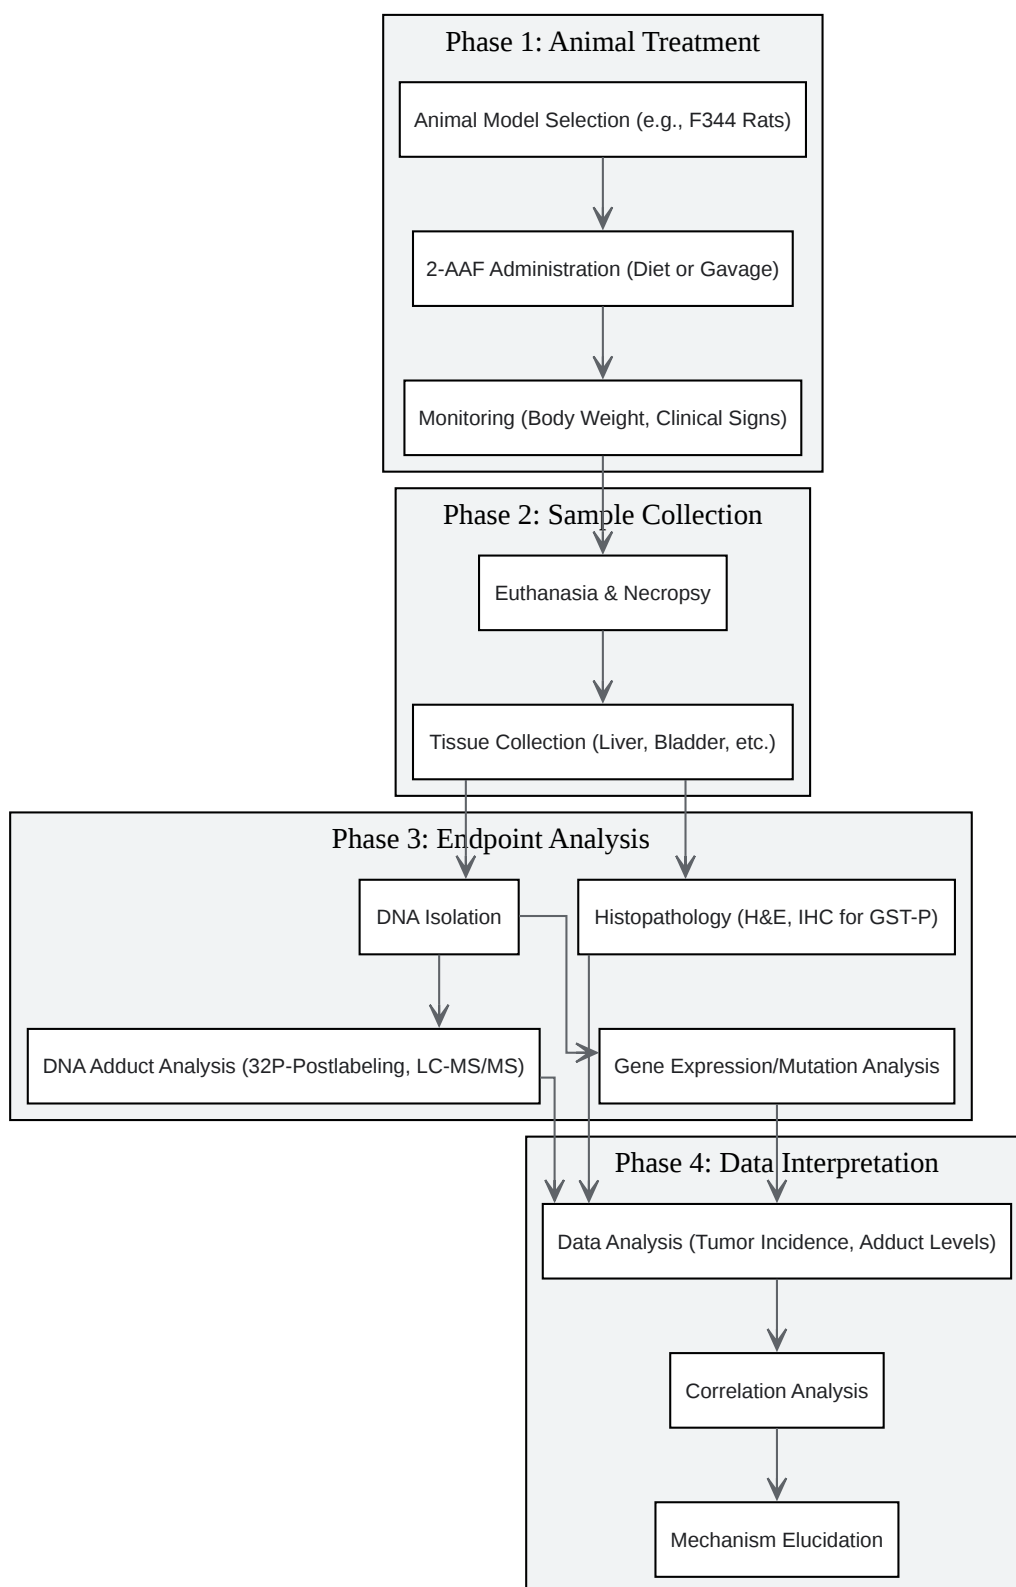 Phase 1: Animal Treatment
Animal Model Selection (e.g., F344 Rats)
2-AAF Administration (Diet or Gavage)
Monitoring (Body Weight, Clinical Signs)
Phase 2: Sample Collection
Euthanasia & Necropsy
Tissue Collection (Liver, Bladder, etc.)
Phase 3: Endpoint Analysis
DNA Isolation
Histopathology (H&E, IHC for GST-P)
DNA Adduct Analysis (32P-Postlabeling, LC-MS/MS)
Gene Expression/Mutation Analysis
Phase 4: Data Interpretation
Data Analysis (Tumor Incidence, Adduct Levels)
Correlation Analysis
Mechanism Elucidation